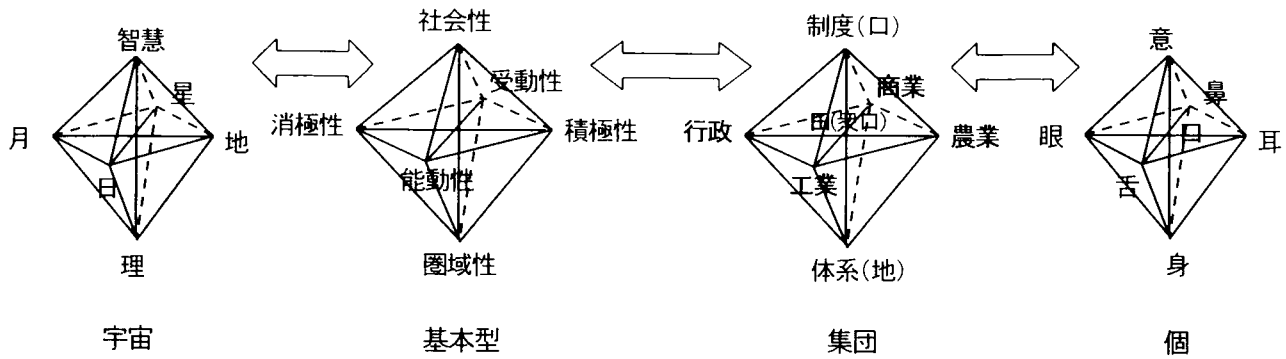 智慧
星
月
地
日
理
宇宙
社会性
受動性
消極性
積極性
能動性
圏域性
基本型
制度(口)
商業
行政
農業
工業
体系(地)
集団
意
鼻
眼
口
耳
舌
身
個